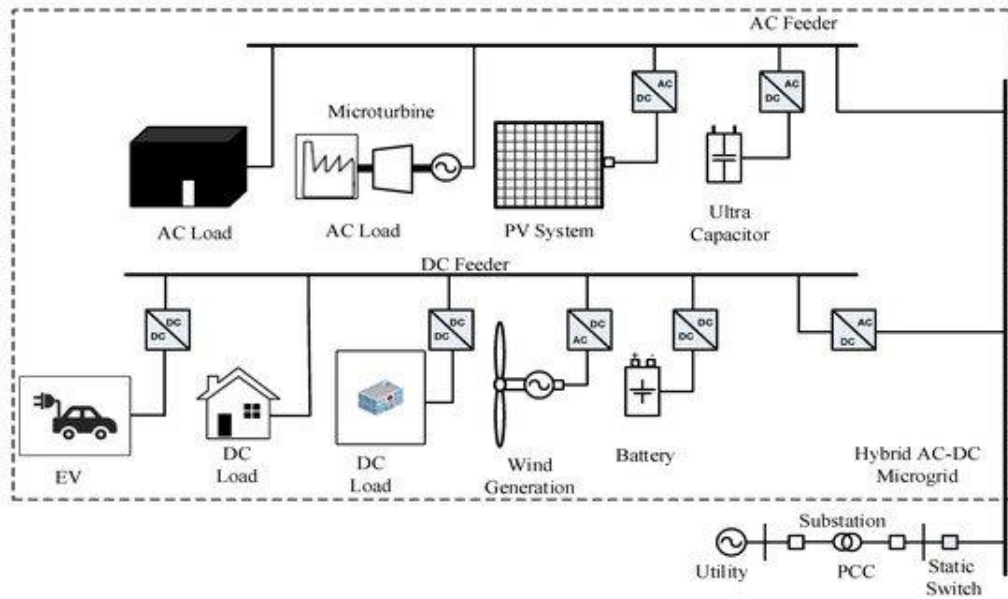 AC Feeder
AC
DC
AC
DC
Microturbine
AC Load
AC Load
PV System
Ultra
Capacitor
DC Feeder
DC
DC
DC
DC
DC
AC
DC
DC
AC
DC
+ -
EV
DC
Load
DC
Load
Wind
Generation
Battery
Hybrid AC-DC
Microgrid
Substation
Utility
PCC
Static
Switch